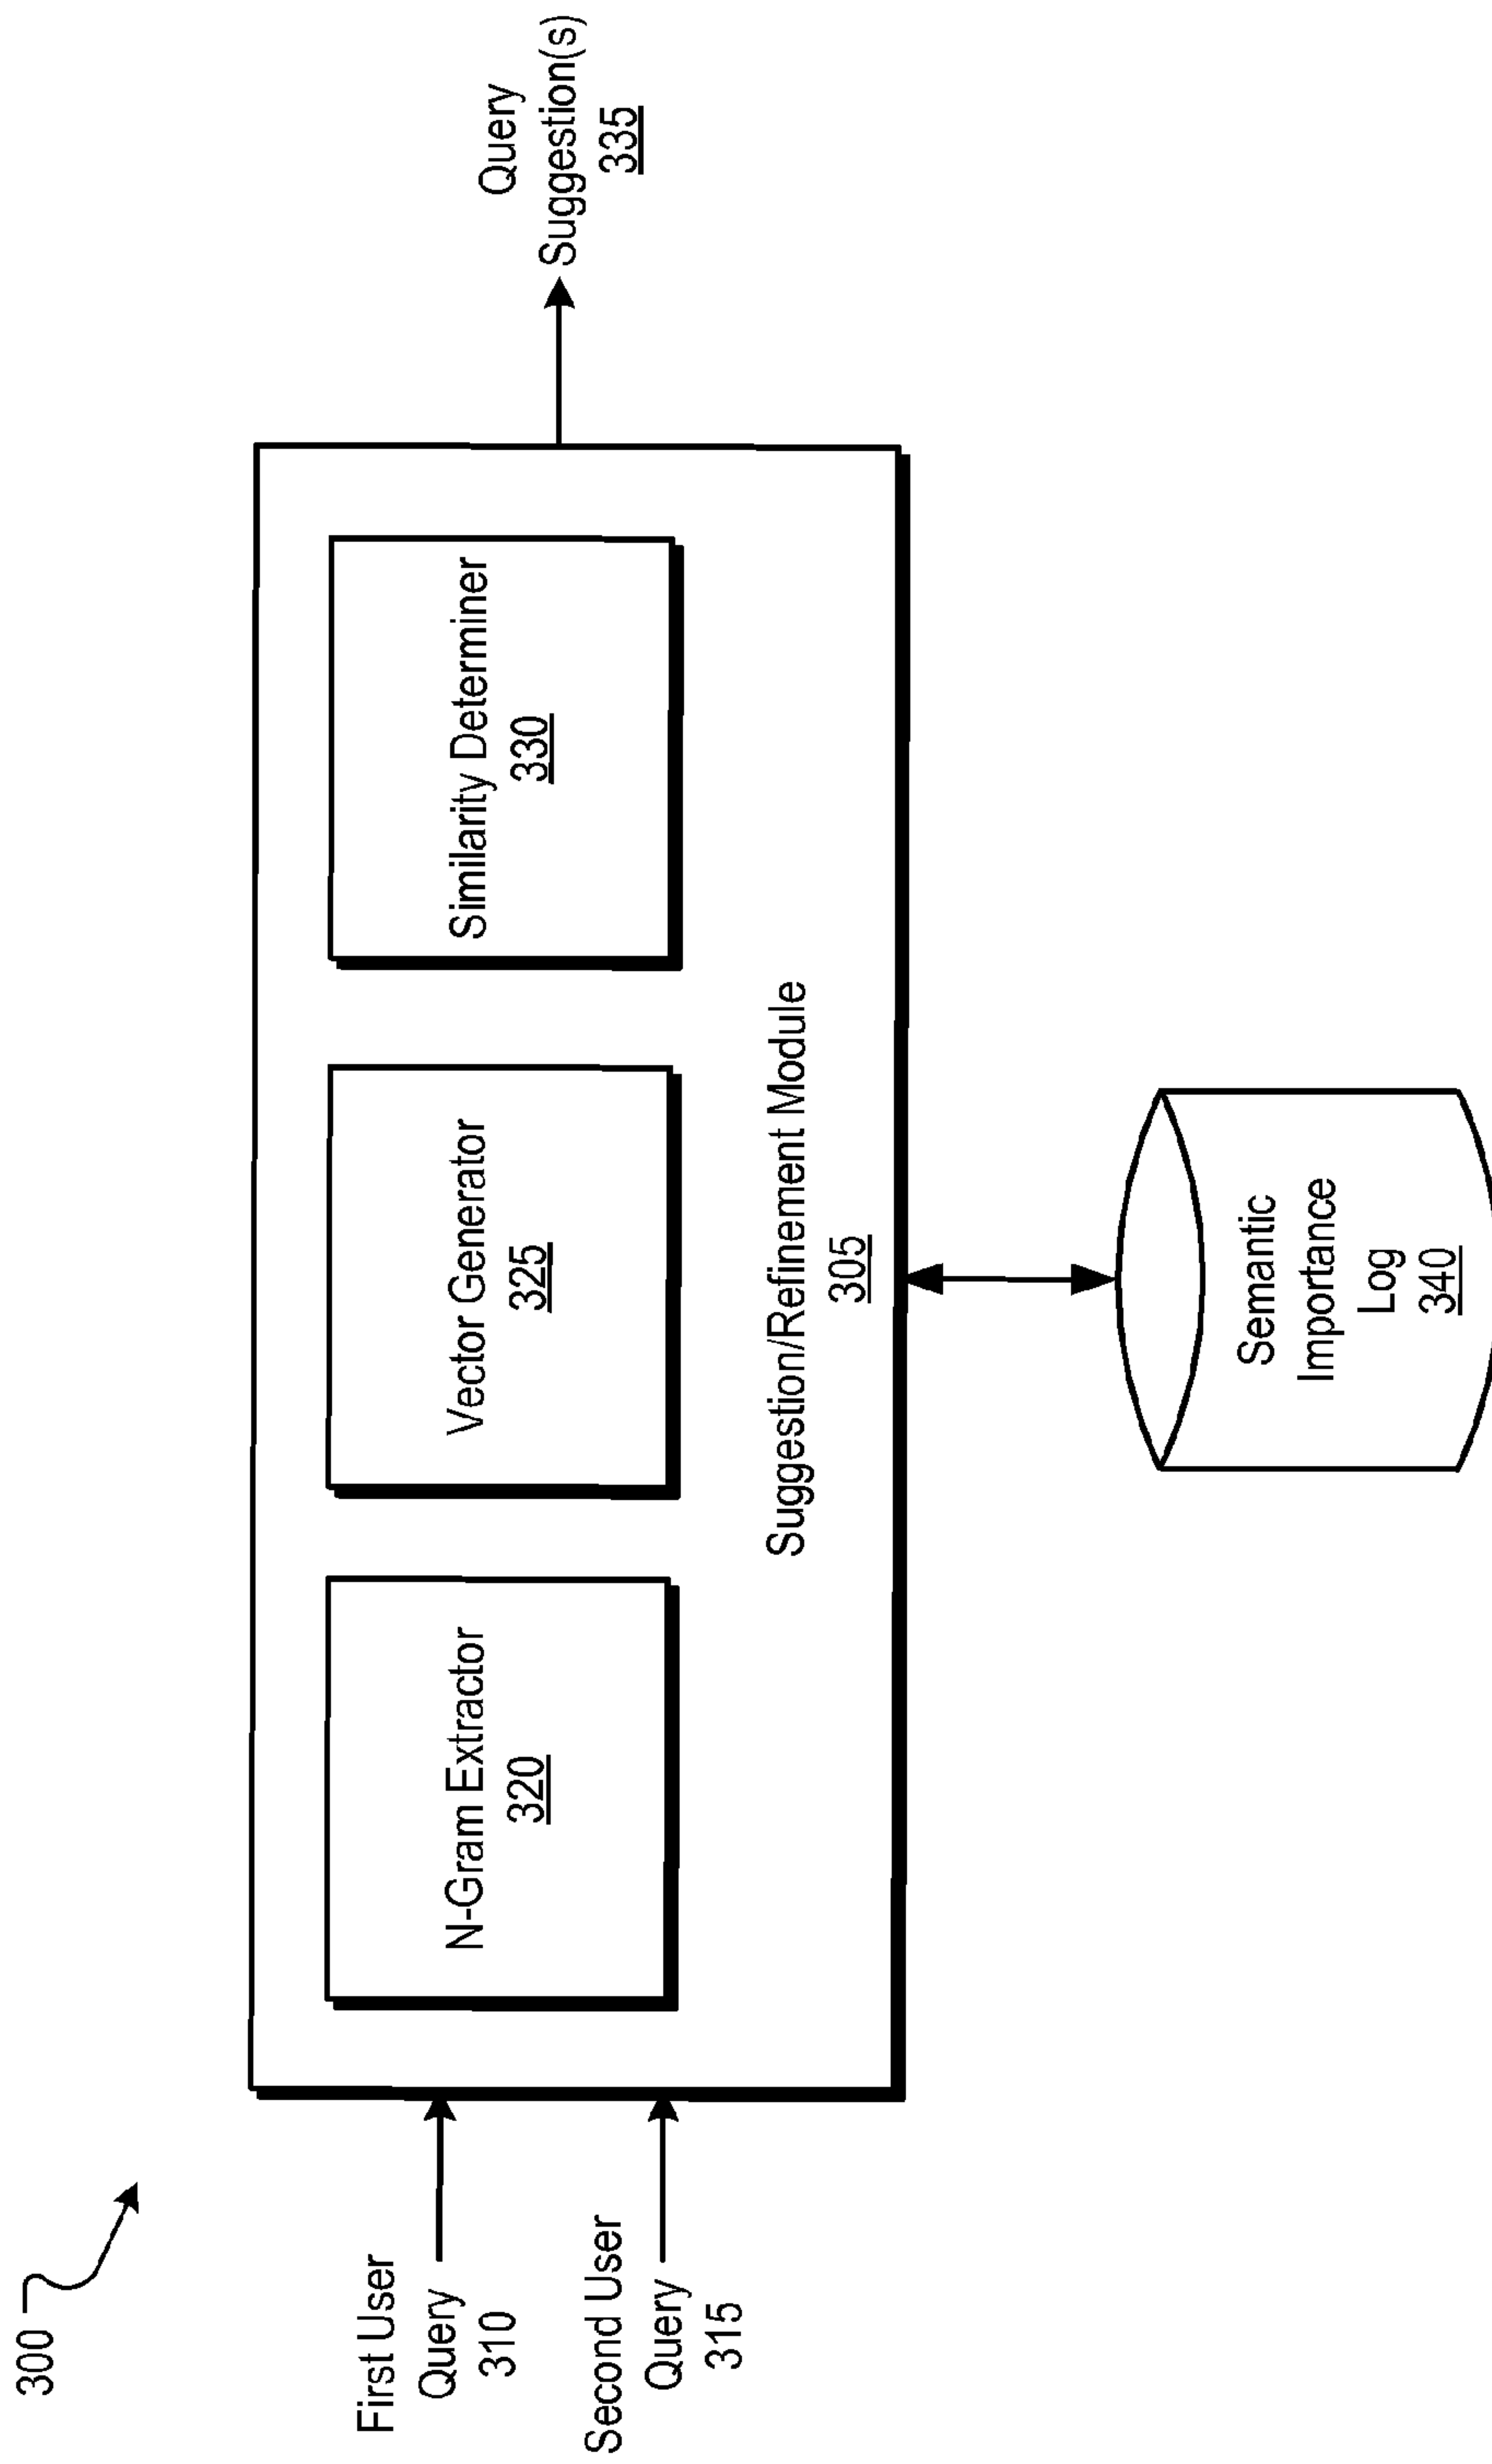 300
First User
Query
310
Second User
Query
315
N-Gram Extractor
320
Vector Generator
325
Similarity Determiner
330
Suggestion/Refinement Module
305
Query
Suggestion(s)
335
Semantic
Importance
Log
340